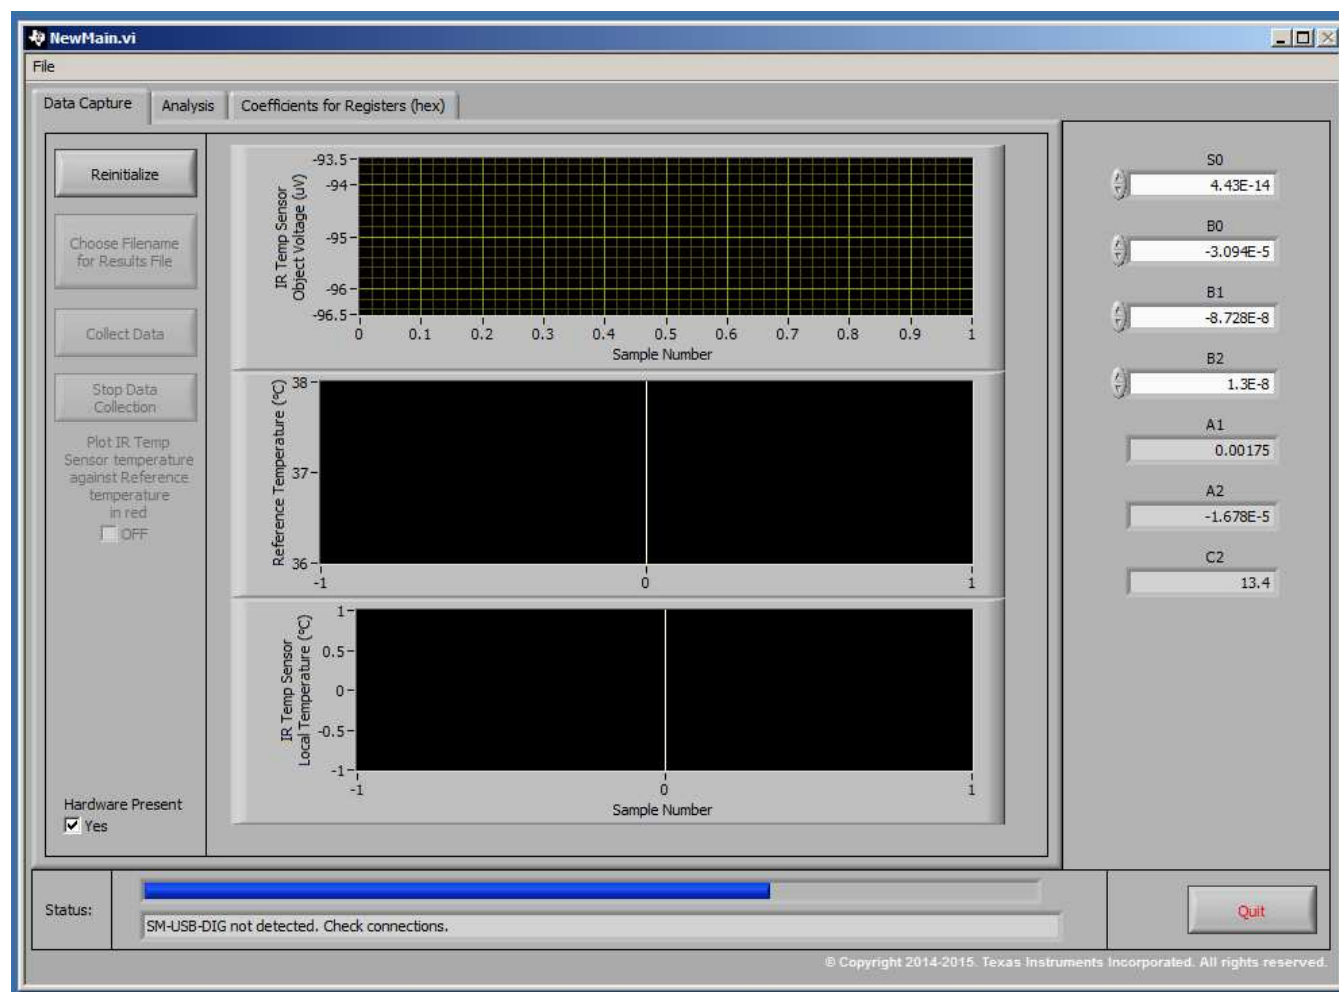 NewMain.vi
File
Data Capture
Analysis
Coefficients for Registers (hex)
Reinitialize
Choose Filename
for Results File
Collect Data
Stop Data
Collection
Plot IR Temp
Sensor temperature
against Reference
temperature
in red
OFF
Hardware Present
Yes
IR Temp Sensor
Object Voltage (uV)
-93.5
-94
-95
-96
-96.5
0 0.1 0.2 0.3 0.4 0.5 0.6 0.7 0.8 0.9 1
Sample Number
Reference Temperature (ºC)
38
37
36
-1 0 1
IR Temp Sensor
Local Temperature (ºC)
1
0.5
0
-0.5
-1
-1 0 1
Sample Number
S0
4.43E-14
B0
-3.094E-5
B1
-8.728E-8
B2
1.3E-8
A1
0.00175
A2
-1.678E-5
C2
13.4
Status:
SM-USB-DIG not detected. Check connections.
Quit
© Copyright 2014-2015. Texas Instruments Incorporated. All rights reserved.